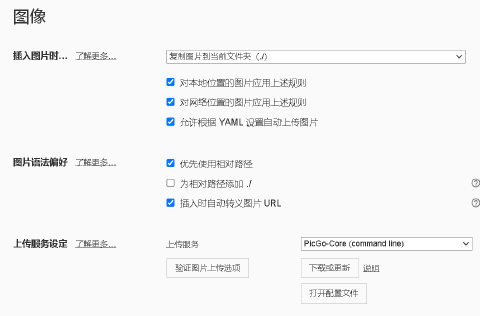 图像
插入图片时... 了解更多... 复制图片到当前文件夹 (./)
对本地位置的图片应用上述规则
对网络位置的图片应用上述规则
允许根据 YAML 设置自动上传图片
图片语法偏好 了解更多... 优先使用相对路径
为相对路径添加 ./
插入时自动转义图片 URL
上传服务设定 了解更多... 上传服务 PicGo-Core (command line)
验证图片上传选项 下载或更新 说明
打开配置文件